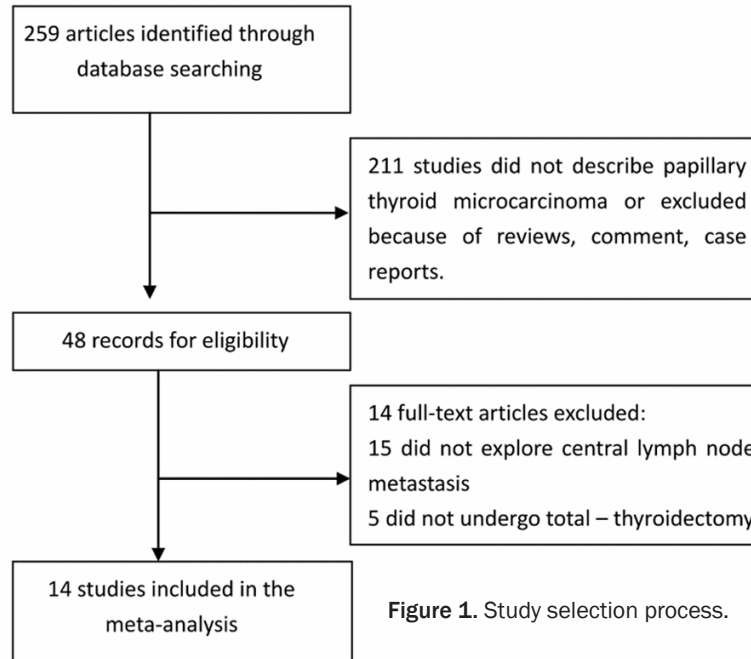 259 articles identified through
database searching
211 studies did not describe papillary
thyroid microcarcinoma or excluded
because of reviews, comment, case
reports.
48 records for eligibility
14 full-text articles excluded:
15 did not explore central lymph node
metastasis
5 did not undergo total – thyroidectomy
14 studies included in the
meta-analysis
Figure 1. Study selection process.